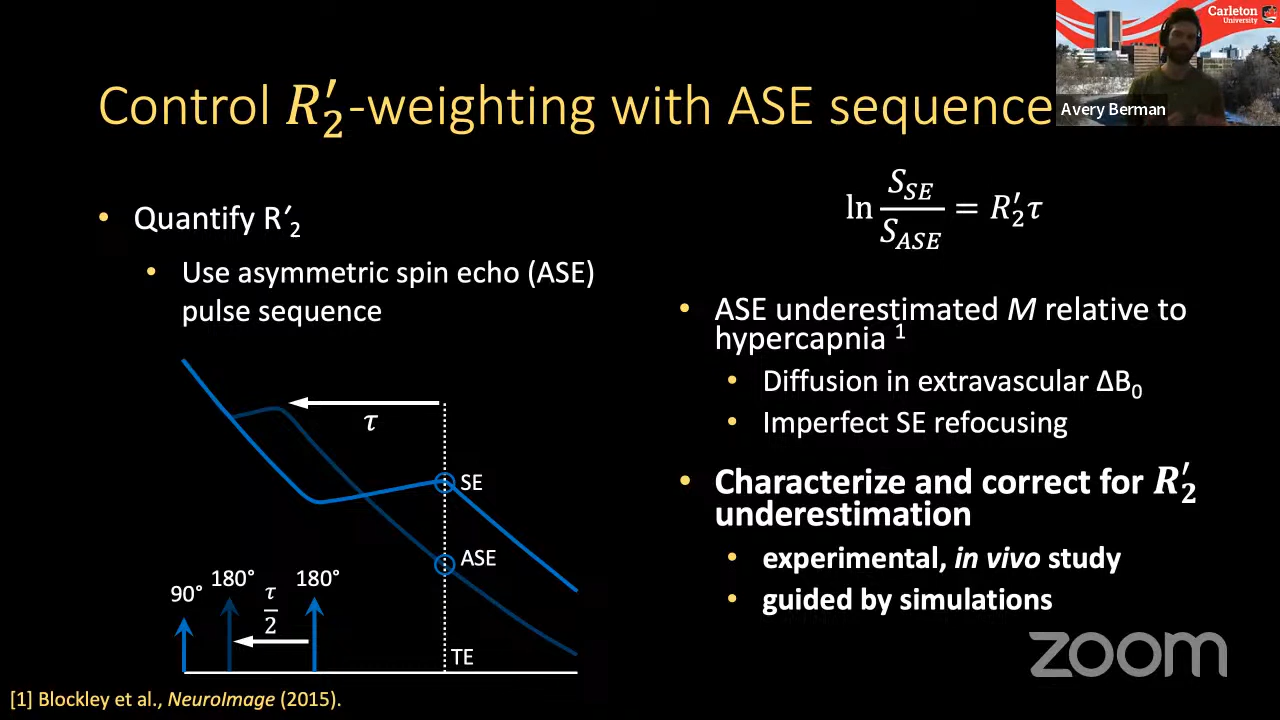 Carleton
University
Avery Berman
Control R′₂-weighting with ASE sequence
• Quantify R′₂
• Use asymmetric spin echo (ASE)
pulse sequence
τ
SE
ASE
90°
180°
τ/2
180°
TE
ln S_SE / S_ASE = R′₂τ
• ASE underestimated M relative to
hypercapnia ¹
• Diffusion in extravascular ΔB₀
• Imperfect SE refocusing
• Characterize and correct for R′₂
underestimation
• experimental, in vivo study
• guided by simulations
zoom
[1] Blockley et al., NeuroImage (2015).